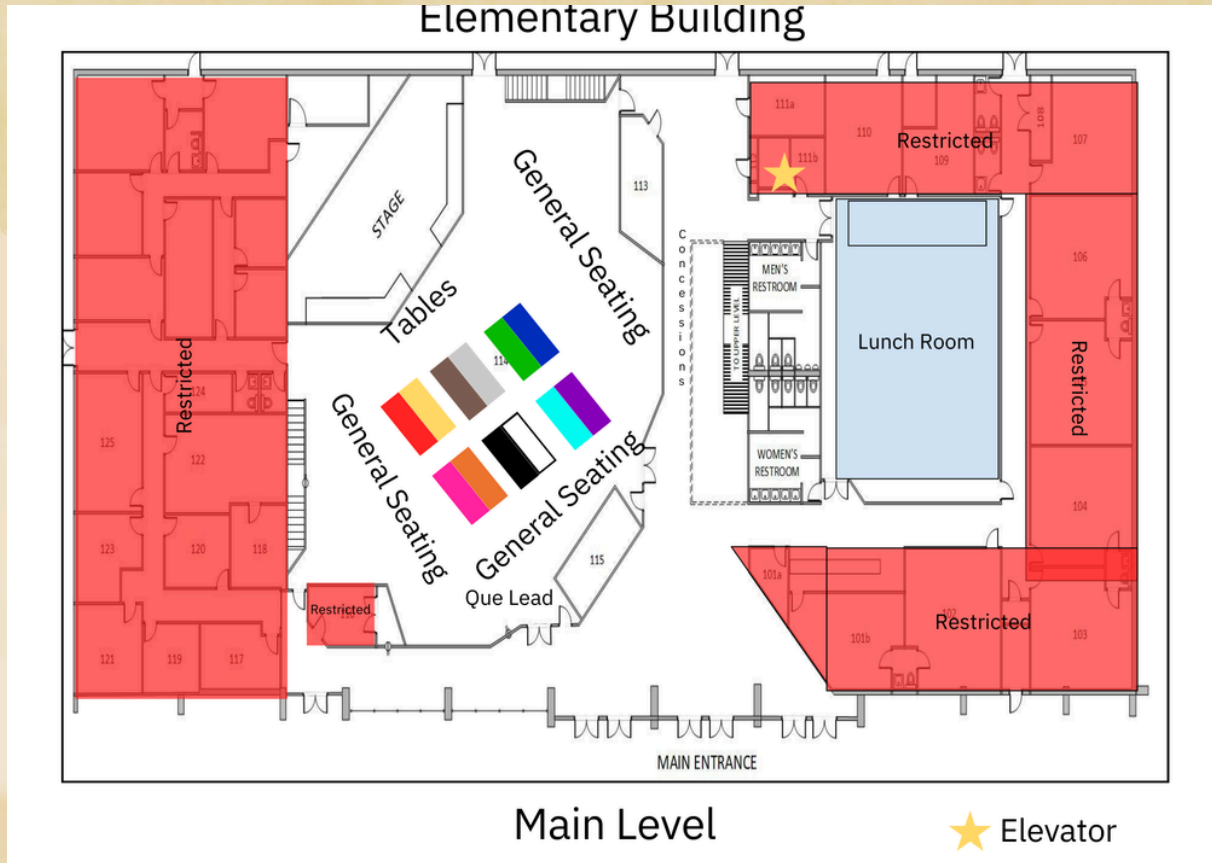 Elementary Building
111a
110
Restricted
109
108
107
111b
113
STAGE
General Seating
Concessions
MEN'S
RESTROOM
106
TO UPPER LEVEL
Tables
114
Lunch Room
Restricted
Restricted
124
125
122
General Seating
General Seating
WOMEN'S
RESTROOM
104
123
120
118
115
101a
Que Lead
Restricted
102
Restricted
101b
103
121
119
117
MAIN ENTRANCE
Main Level
Elevator